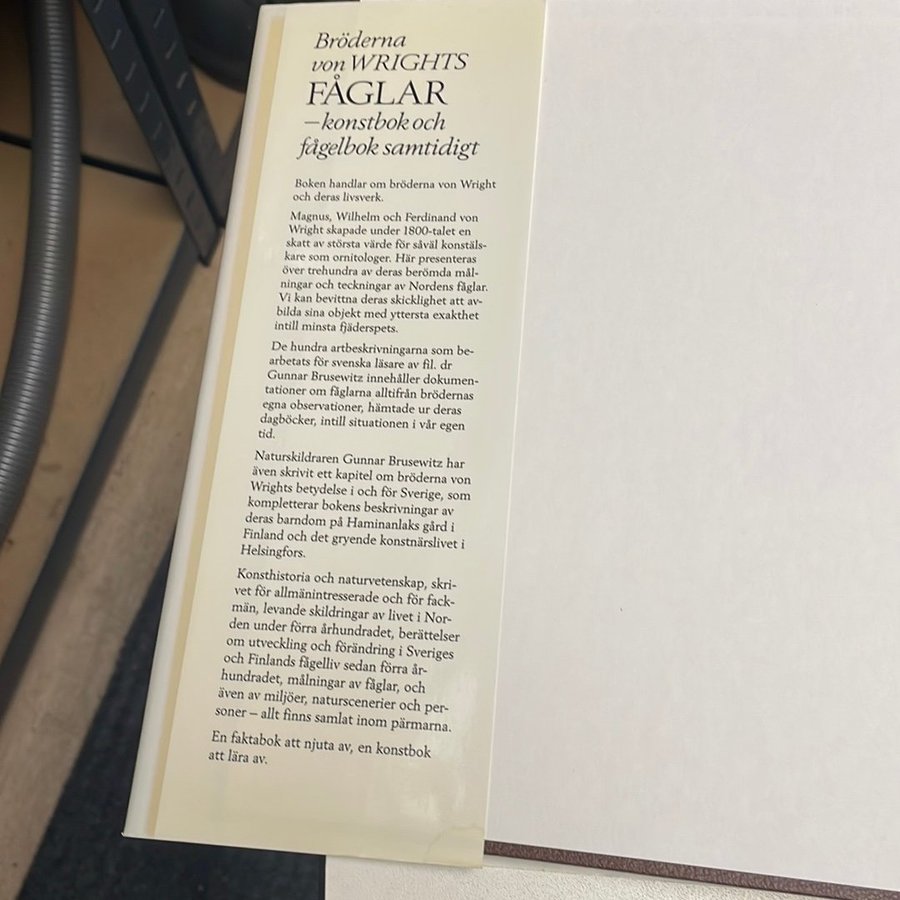 Bröderna
von WRIGHTS
FÅGLAR
– konstbok och
fågelbok samtidigt
Boken handlar om bröderna von Wright
och deras livsverk.
Magnus, Wilhelm och Ferdinand von
Wright skapade under 1800-talet en
skatt av största värde för såväl konstäls-
kare som ornitologer. Här presenteras
över trehundra av deras berömda mål-
ningar och teckningar av Nordens fåglar.
Vi kan bevittna deras skicklighet att av-
bilda sina objekt med yttersta exakthet
intill minsta fjäderspets.
De hundra artbeskrivningarna som be-
arbetats för svenska läsare av fil. dr
Gunnar Brusewitz innehåller dokumen-
tationer om fåglarna alltifrån brödernas
egna observationer, hämtade ur deras
dagböcker, intill situationen i vår egen
tid.
Naturskildraren Gunnar Brusewitz har
även skrivit ett kapitel om bröderna von
Wrights betydelse i och för Sverige, som
kompletterar bokens beskrivningar av
deras barndom på Haminanlaks gård i
Finland och det gryende konstnärslivet i
Helsingfors.
Konsthistoria och naturvetenskap, skri-
vet för allmänintresserade och för fack-
män, levande skildringar av livet i Nor-
den under förra århundradet, berättelser
om utveckling och förändring i Sveriges
och Finlands fågelliv sedan förra år-
hundradet, målningar av fåglar, och
även av miljöer, naturscenerier och per-
soner – allt finns samlat inom pärmarna.
En faktabok att njuta av, en konstbok
att lära av.